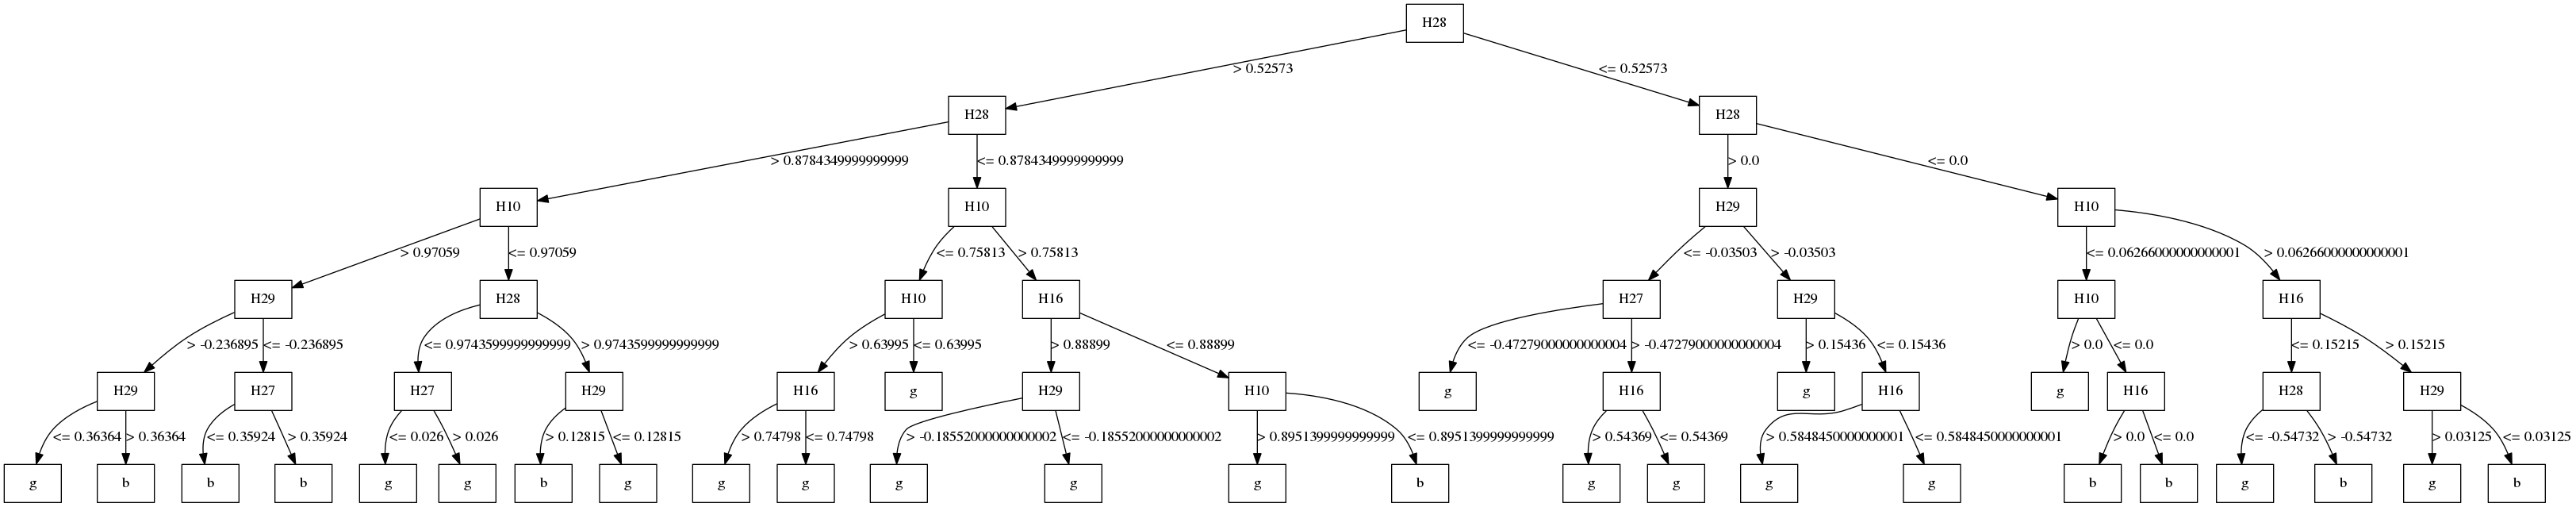 H28
> 0.52573 <= 0.52573
H28 H28
> 0.8784349999999999 <= 0.8784349999999999 > 0.0 <= 0.0
H10 H10 H29 H10
> 0.97059 <= 0.97059 <= 0.75813 > 0.75813 <= -0.03503 > -0.03503 <= 0.06266000000000001 > 0.06266000000000001
H29 H28 H10 H16 H27 H29 H10 H16
> -0.236895 <= -0.236895 <= 0.9743599999999999 > 0.9743599999999999 > 0.63995 <= 0.63995 > 0.88899 <= 0.88899 <= -0.47279000000000004 > -0.47279000000000004 > 0.15436 <= 0.15436 > 0.0 <= 0.0 <= 0.15215 > 0.15215
H29 H27 H27 H29 H16 g H29 H10 g H16 g H16 g H16 H28 H29
<= 0.36364 > 0.36364 <= 0.35924 > 0.35924 <= 0.026 > 0.026 > 0.12815 <= 0.12815 > 0.74798 <= 0.74798 > -0.18552000000000002 <= -0.18552000000000002 > 0.8951399999999999 <= 0.8951399999999999 > 0.54369 <= 0.54369 > 0.5848450000000001 <= 0.5848450000000001 > 0.0 <= 0.0 <= -0.54732 > -0.54732 > 0.03125 <= 0.03125
g b b b g g b g g g g g g b g g g g b b g b g b